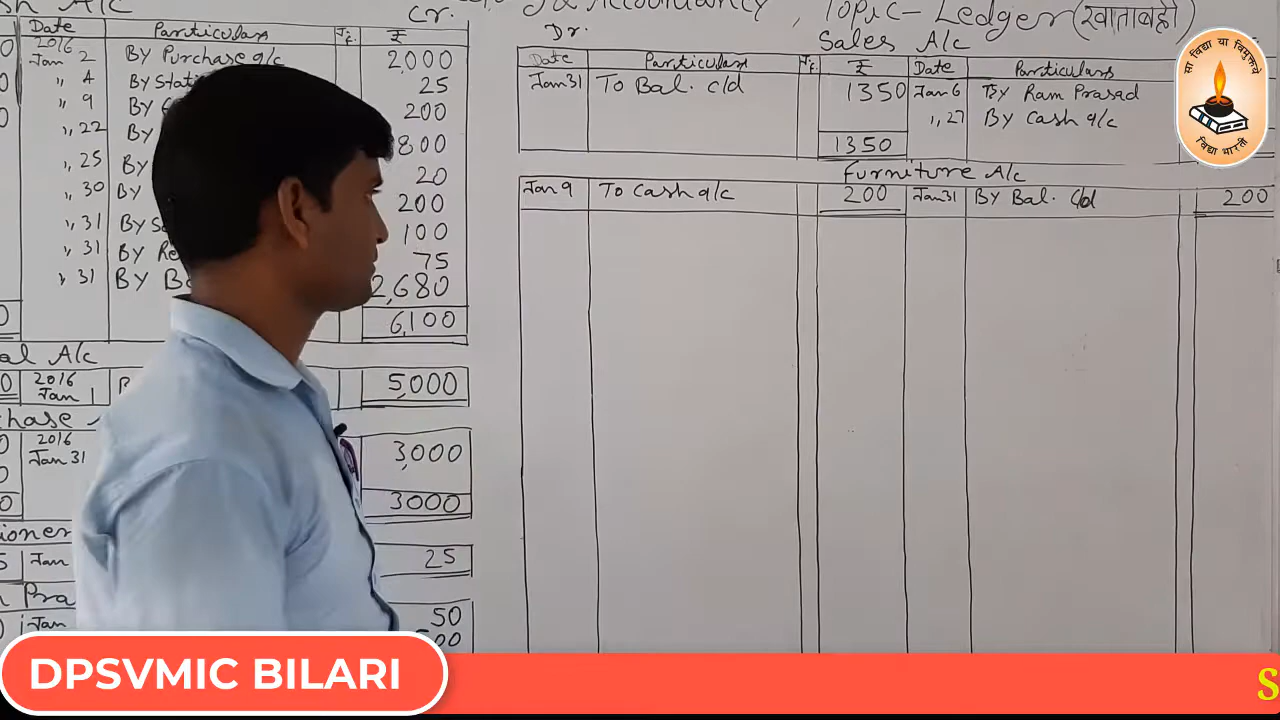 A/c Cr.
Accountancy, Topic - Ledger (खाताबही)
Date Particulars J.F. ₹
2016
Jan 2 By Purchase a/c 2,000
" 4 By 25
" 9 By 200
" 22 By 800
" 25 By 20
" 30 By 200
" 31 By 100
" 31 By 75
" 31 By 2,680
6,100
A/c
2016
Jan 1 5,000
2016
Jan 31 3,000
3000
Jan 25
Jan 50
Dr. Sales A/c
Date Particulars J.F. ₹ Date Particulars
Jan 31 To Bal. c/d 1350 Jan 6 By Ram Prasad
" 27 By Cash a/c
1350
Furniture A/c
Jan 9 To Cash a/c 200 Jan 31 By Bal. c/d 200
सा विद्या या विमुक्तये
विद्या भारती
DPSVMIC BILARI
S